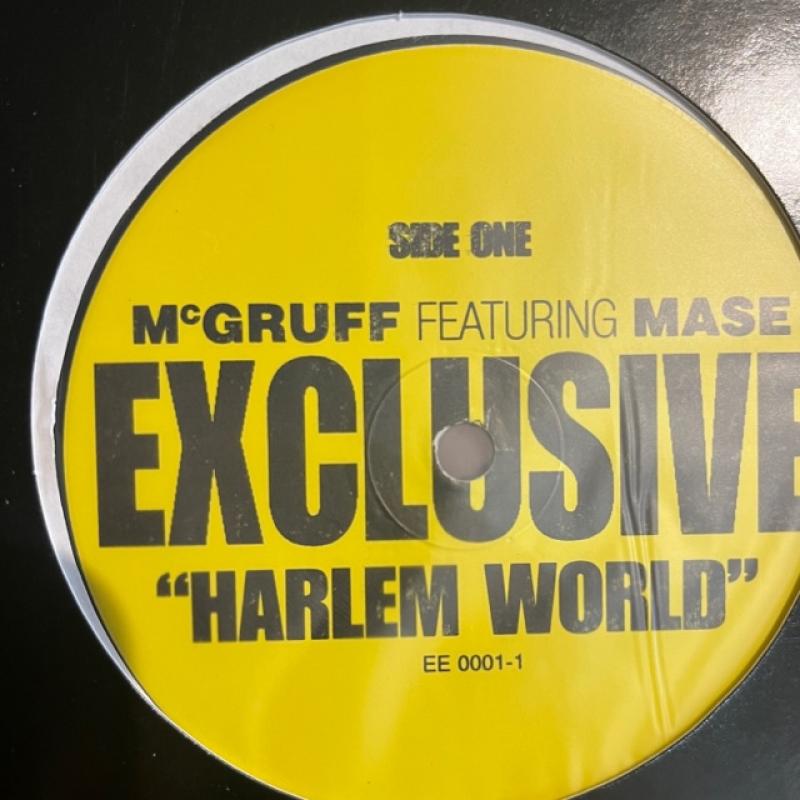 SIDE ONE
McGRUFF FEATURING MASE
EXCLUSIVE
“HARLEM WORLD”
EE 0001-1